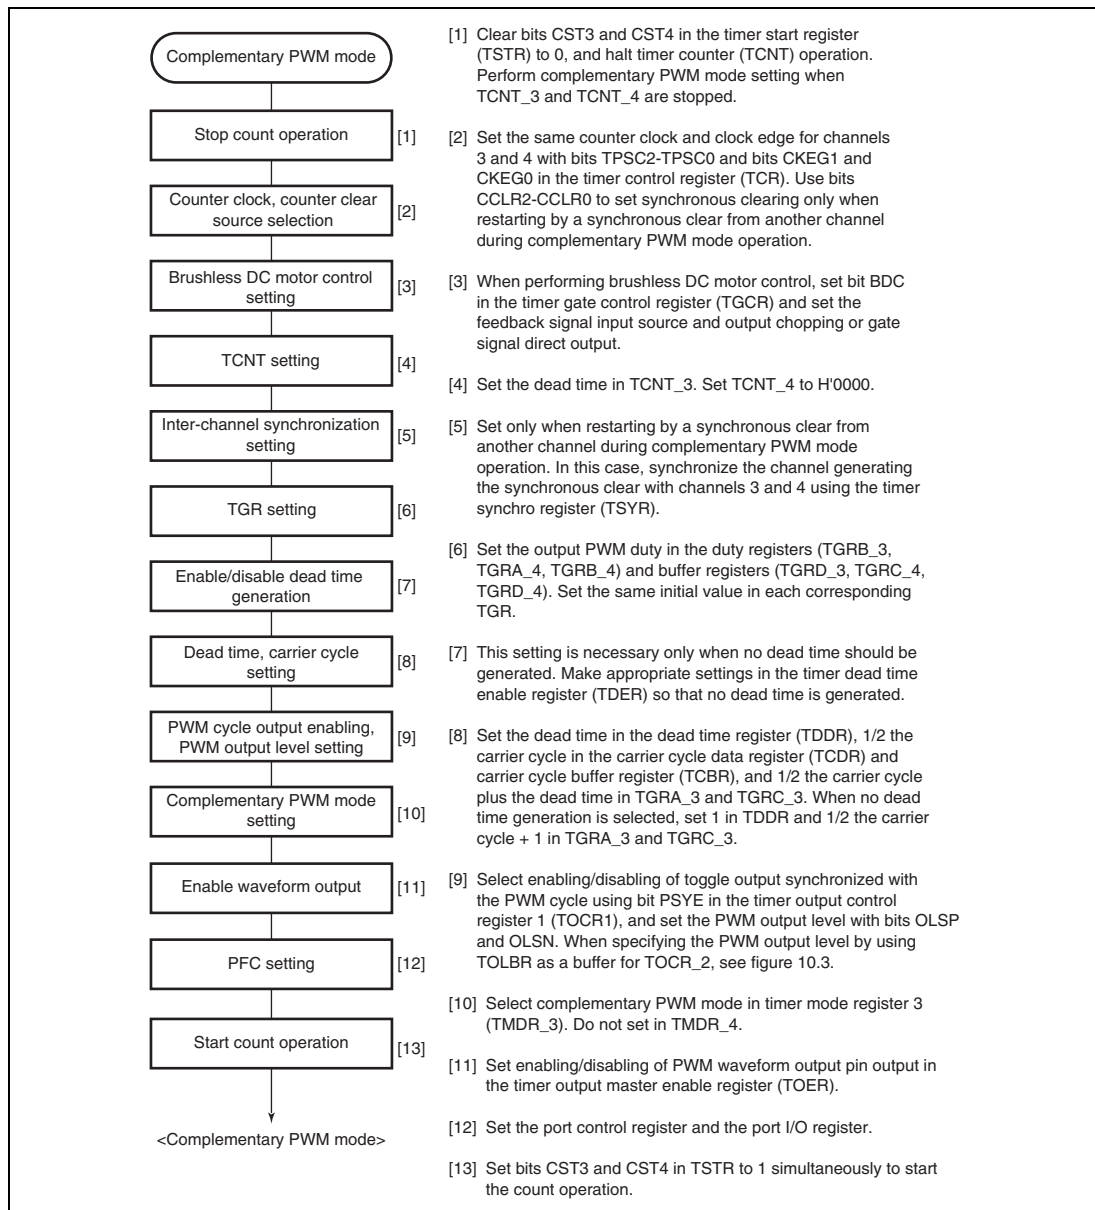 Complementary PWM mode
Stop count operation
[1]
Counter clock, counter clear
source selection
[2]
Brushless DC motor control
setting
[3]
TCNT setting
[4]
Inter-channel synchronization
setting
[5]
TGR setting
[6]
Enable/disable dead time
generation
[7]
Dead time, carrier cycle
setting
[8]
PWM cycle output enabling,
PWM output level setting
[9]
Complementary PWM mode
setting
[10]
Enable waveform output
[11]
PFC setting
[12]
Start count operation
[13]
<Complementary PWM mode>
[1] Clear bits CST3 and CST4 in the timer start register
(TSTR) to 0, and halt timer counter (TCNT) operation.
Perform complementary PWM mode setting when
TCNT_3 and TCNT_4 are stopped.
[2] Set the same counter clock and clock edge for channels
3 and 4 with bits TPSC2-TPSC0 and bits CKEG1 and
CKEG0 in the timer control register (TCR). Use bits
CCLR2-CCLR0 to set synchronous clearing only when
restarting by a synchronous clear from another channel
during complementary PWM mode operation.
[3] When performing brushless DC motor control, set bit BDC
in the timer gate control register (TGCR) and set the
feedback signal input source and output chopping or gate
signal direct output.
[4] Set the dead time in TCNT_3. Set TCNT_4 to H'0000.
[5] Set only when restarting by a synchronous clear from
another channel during complementary PWM mode
operation. In this case, synchronize the channel generating
the synchronous clear with channels 3 and 4 using the timer
synchro register (TSYR).
[6] Set the output PWM duty in the duty registers (TGRB_3,
TGRA_4, TGRB_4) and buffer registers (TGRD_3, TGRC_4,
TGRD_4). Set the same initial value in each corresponding
TGR.
[7] This setting is necessary only when no dead time should be
generated. Make appropriate settings in the timer dead time
enable register (TDER) so that no dead time is generated.
[8] Set the dead time in the dead time register (TDDR), 1/2 the
carrier cycle in the carrier cycle data register (TCDR) and
carrier cycle buffer register (TCBR), and 1/2 the carrier cycle
plus the dead time in TGRA_3 and TGRC_3. When no dead
time generation is selected, set 1 in TDDR and 1/2 the carrier
cycle + 1 in TGRA_3 and TGRC_3.
[9] Select enabling/disabling of toggle output synchronized with
the PWM cycle using bit PSYE in the timer output control
register 1 (TOCR1), and set the PWM output level with bits OLSP
and OLSN. When specifying the PWM output level by using
TOLBR as a buffer for TOCR_2, see figure 10.3.
[10] Select complementary PWM mode in timer mode register 3
(TMDR_3). Do not set in TMDR_4.
[11] Set enabling/disabling of PWM waveform output pin output in
the timer output master enable register (TOER).
[12] Set the port control register and the port I/O register.
[13] Set bits CST3 and CST4 in TSTR to 1 simultaneously to start
the count operation.